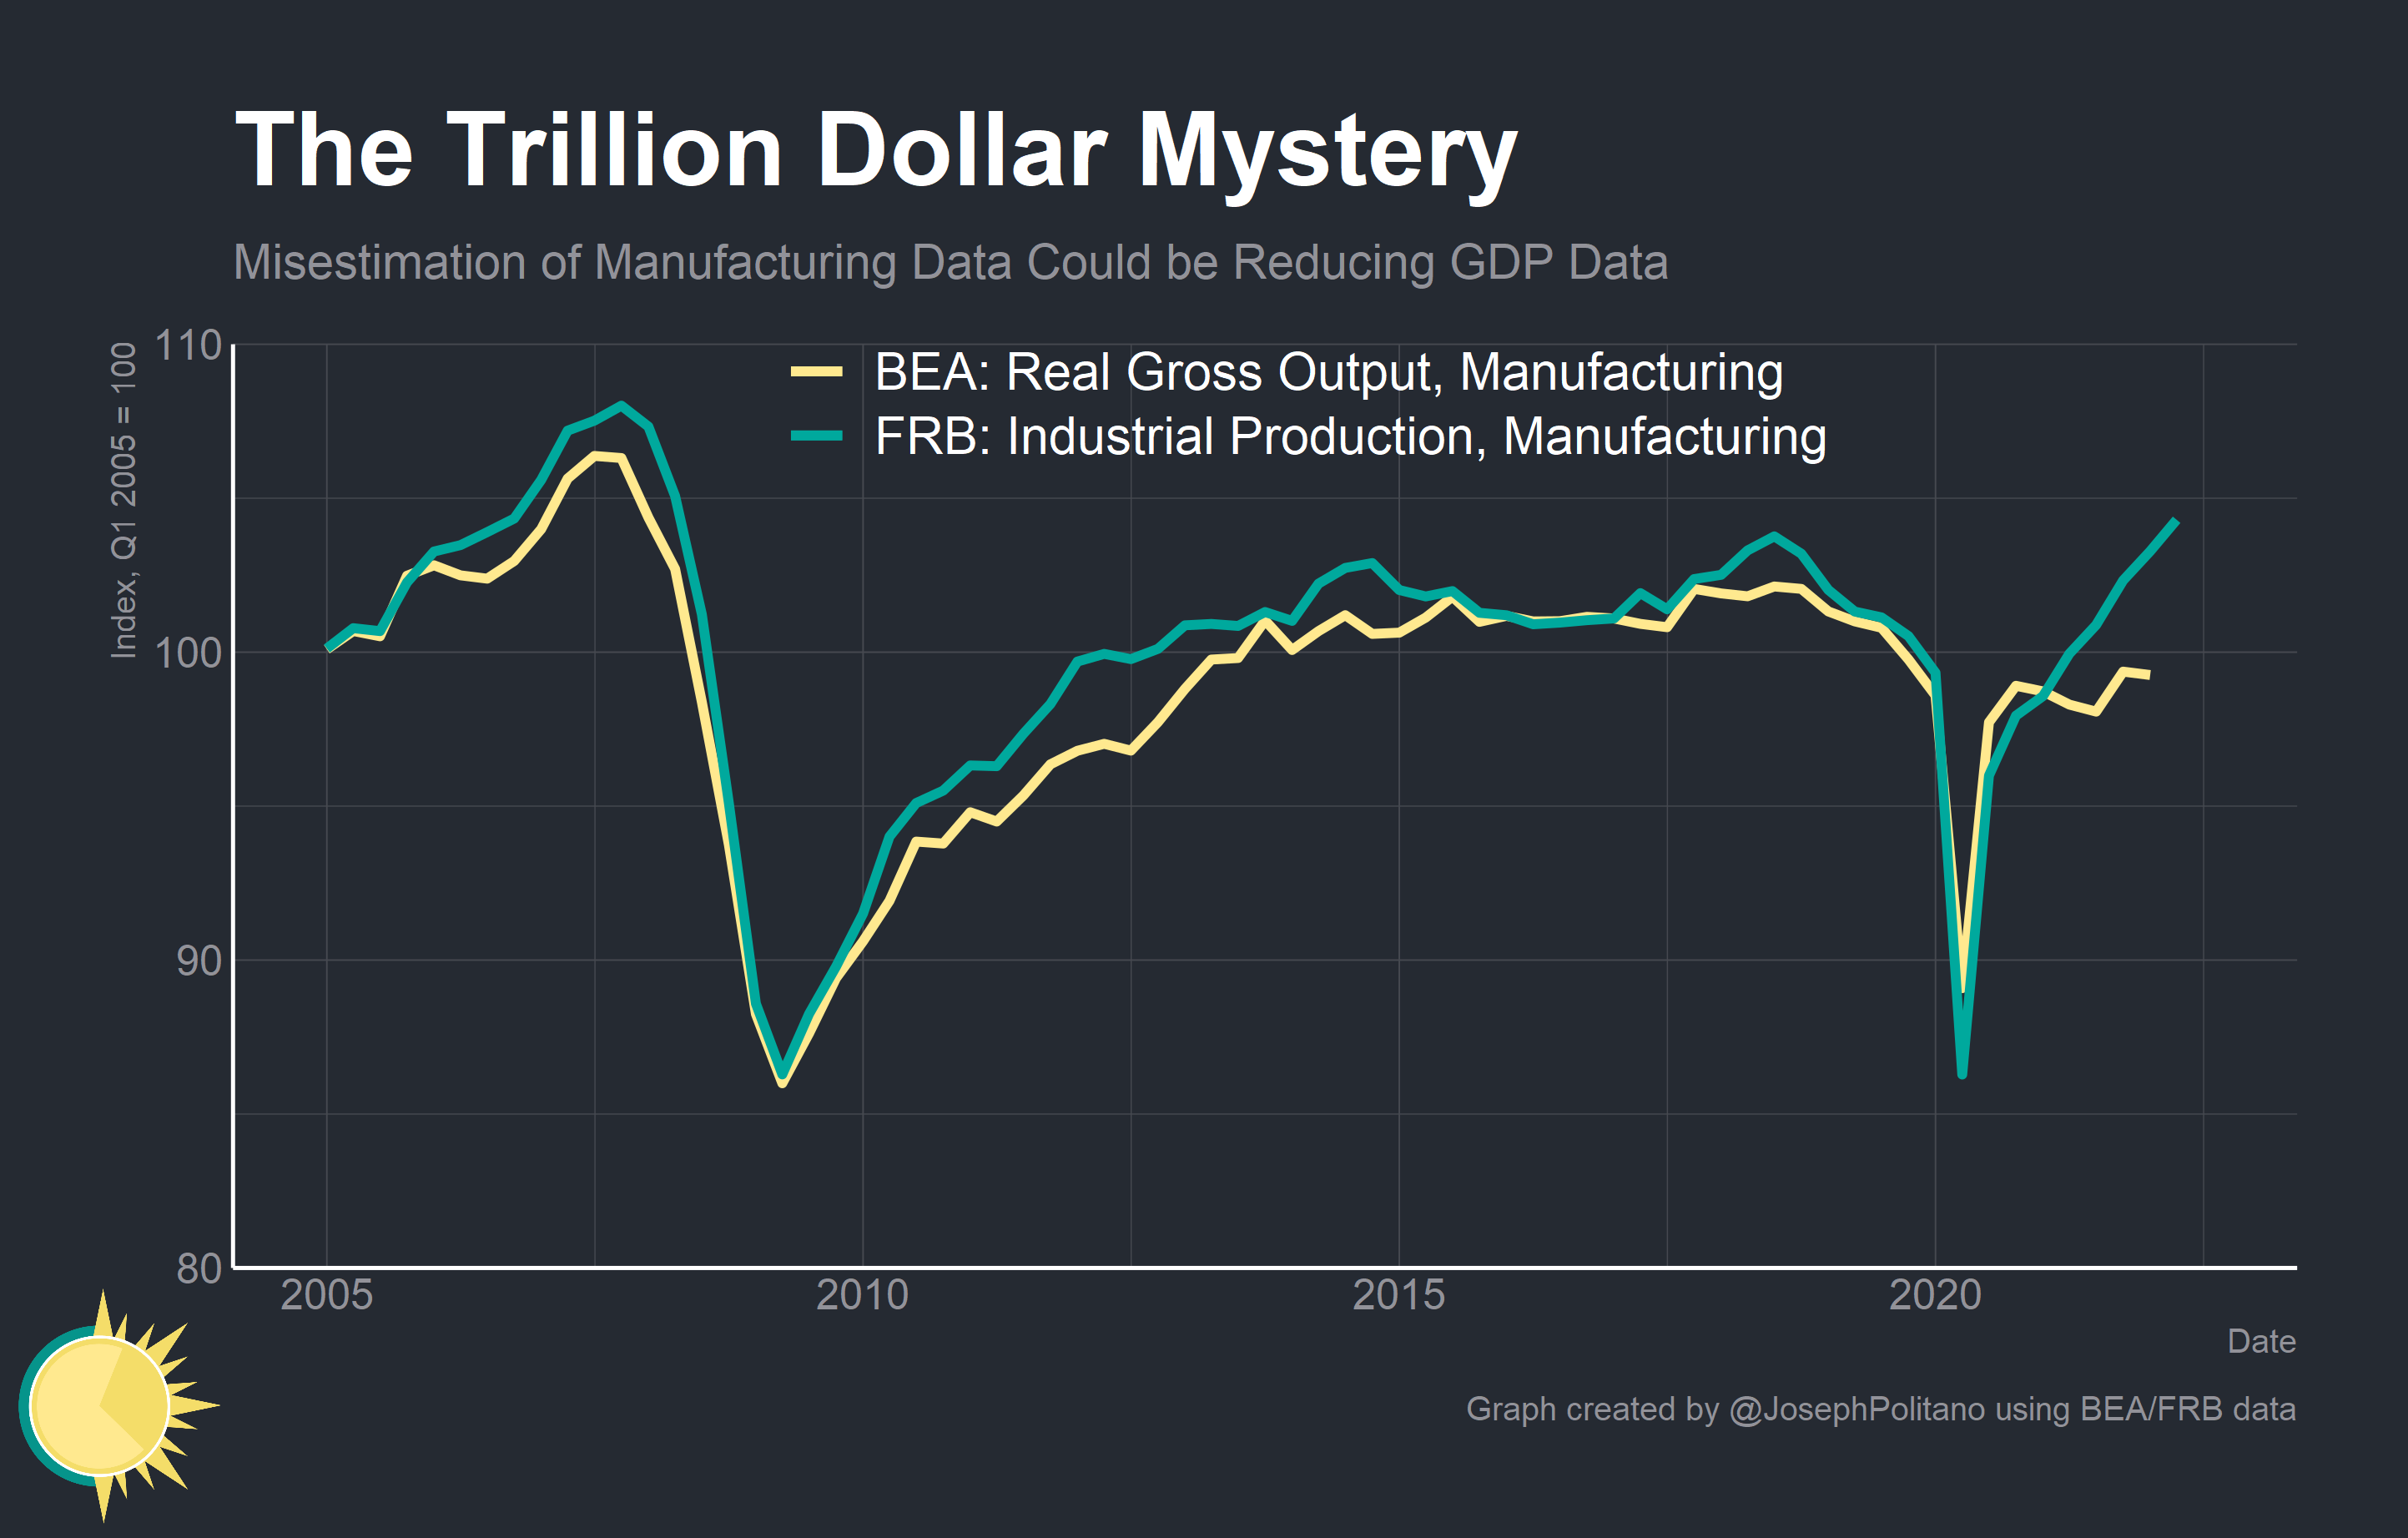 The Trillion Dollar Mystery
Misestimation of Manufacturing Data Could be Reducing GDP Data
Index, Q1 2005 = 100
110
100
90
80
BEA: Real Gross Output, Manufacturing
FRB: Industrial Production, Manufacturing
2005 2010 2015 2020
Date
Graph created by @JosephPolitano using BEA/FRB data